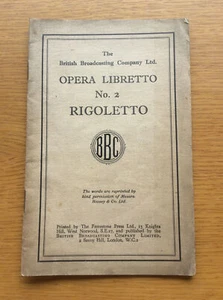 The
British Broadcasting Company Ltd.
OPERA LIBRETTO
No. 2
RIGOLETTO
BBC
The words are reprinted by
kind permission of Messrs
Boosey & Co. Ltd.
Printed by The Fanstones Press Ltd., 15 Knights
Hill, West Norwood, S.E.27, and published by the
BRITISH BROADCASTING COMPANY LIMITED,
2 Savoy Hill, London, W.C.2